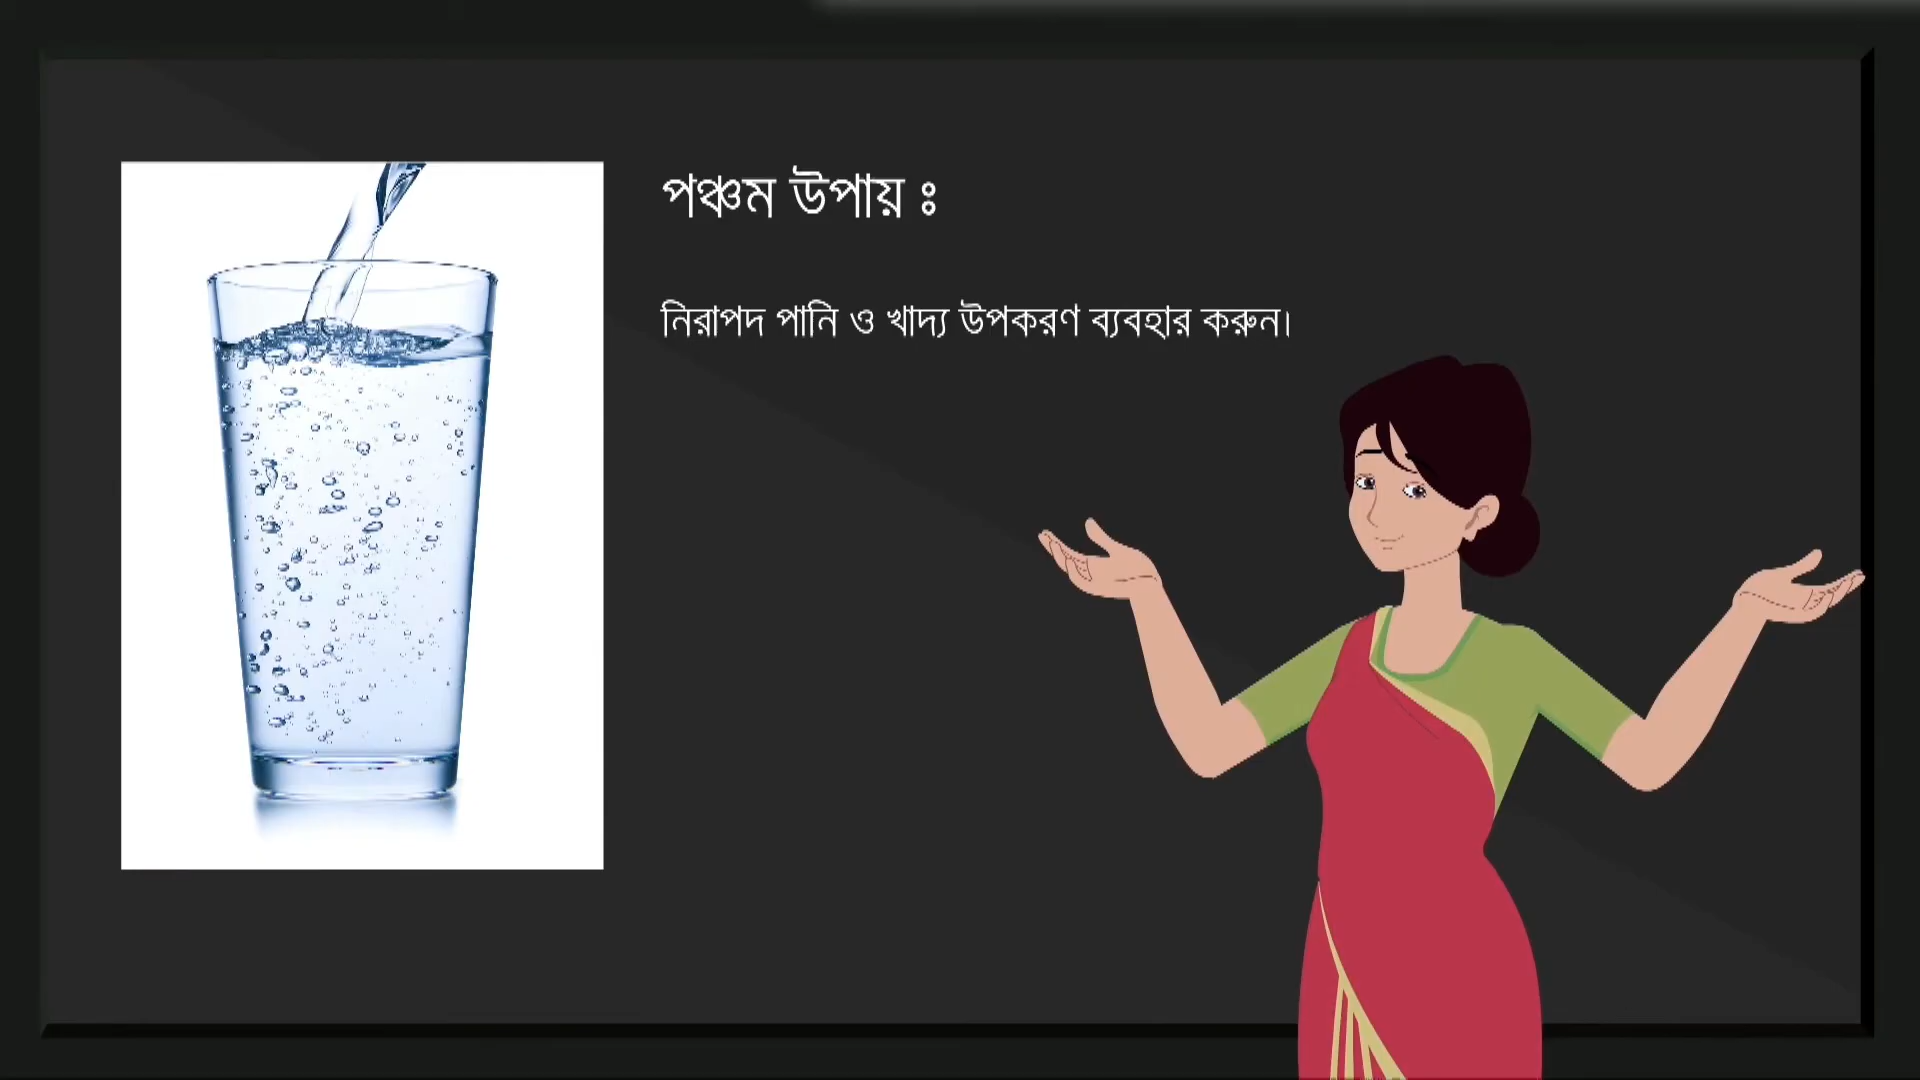 পঞ্চম উপায় ঃ
নিরাপদ পানি ও খাদ্য উপকরণ ব্যবহার করুন।